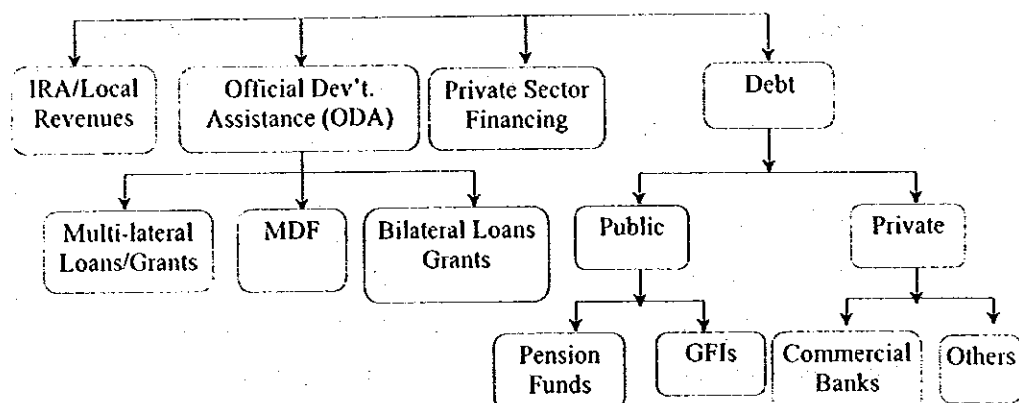 IRA/Local
Revenues
Official Dev't.
Assistance (ODA)
Private Sector
Financing
Debt
Multi-lateral
Loans/Grants
MDF
Bilateral Loans
Grants
Public
Private
Pension
Funds
GFIs
Commercial
Banks
Others